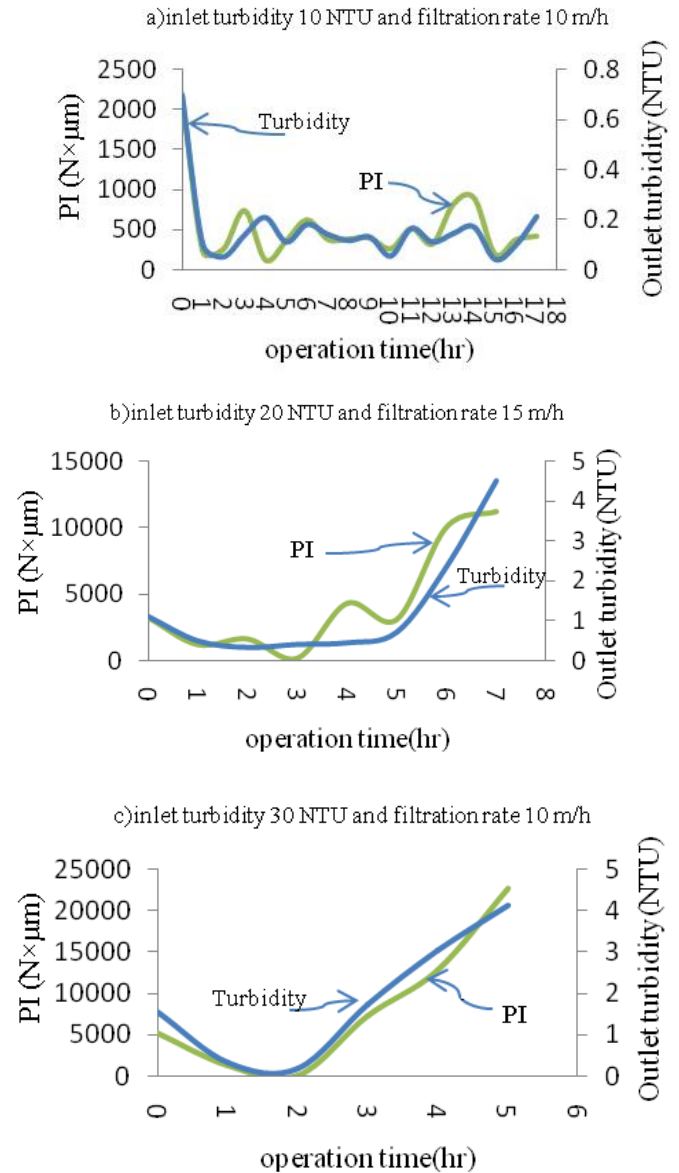 a)inlet turbidity 10 NTU and filtration rate 10 m/h
PI (N×µm)
2500
2000
1500
1000
500
0
Turbidity
PI
0.8
0.6
0.4
0.2
0
Outlet turbidity (NTU)
0 1 2 3 4 5 6 7 8 9 10 11 12 13 14 15 16 17 18
operation time(hr)
b)inlet turbidity 20 NTU and filtration rate 15 m/h
PI (N×µm)
15000
10000
5000
0
PI
Turbidity
5
4
3
2
1
0
Outlet turbidity (NTU)
0 1 2 3 4 5 6 7 8
operation time(hr)
c)inlet turbidity 30 NTU and filtration rate 10 m/h
PI (N×µm)
25000
20000
15000
10000
5000
0
Turbidity
PI
5
4
3
2
1
0
Outlet turbidity (NTU)
0 1 2 3 4 5 6
operation time(hr)